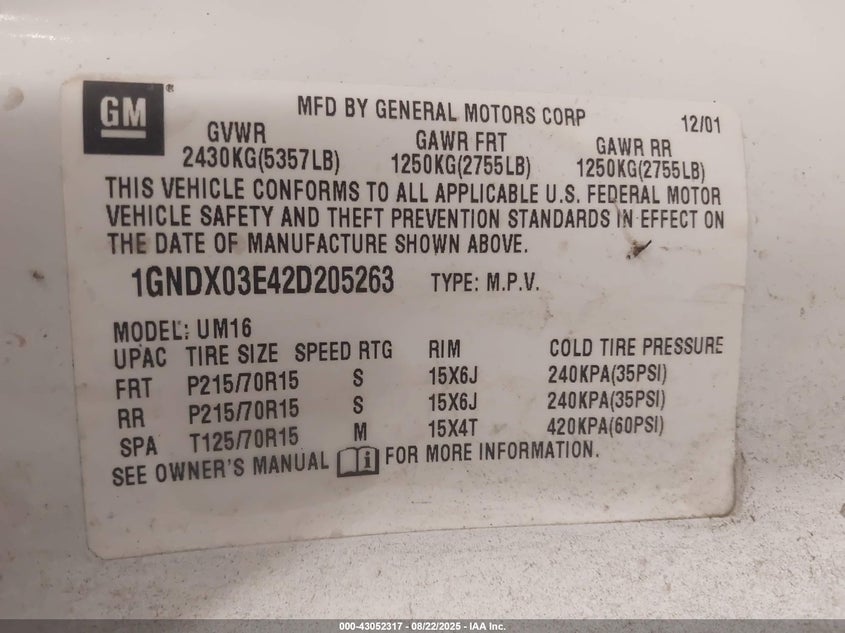 GM ®
MFD BY GENERAL MOTORS CORP 12/01
GVWR GAWR FRT GAWR RR
2430KG(5357LB) 1250KG(2755LB) 1250KG(2755LB)
THIS VEHICLE CONFORMS TO ALL APPLICABLE U.S. FEDERAL MOTOR
VEHICLE SAFETY AND THEFT PREVENTION STANDARDS IN EFFECT ON
THE DATE OF MANUFACTURE SHOWN ABOVE.
1GNDX03E42D205263 TYPE: M.P.V.
MODEL: UM16
UPAC TIRE SIZE SPEED RTG RIM COLD TIRE PRESSURE
FRT P215/70R15 S 15X6J 240KPA(35PSI)
RR P215/70R15 S 15X6J 240KPA(35PSI)
SPA T125/70R15 M 15X4T 420KPA(60PSI)
SEE OWNER'S MANUAL i FOR MORE INFORMATION.
000-43052317 - 08/22/2025 - IAA Inc.